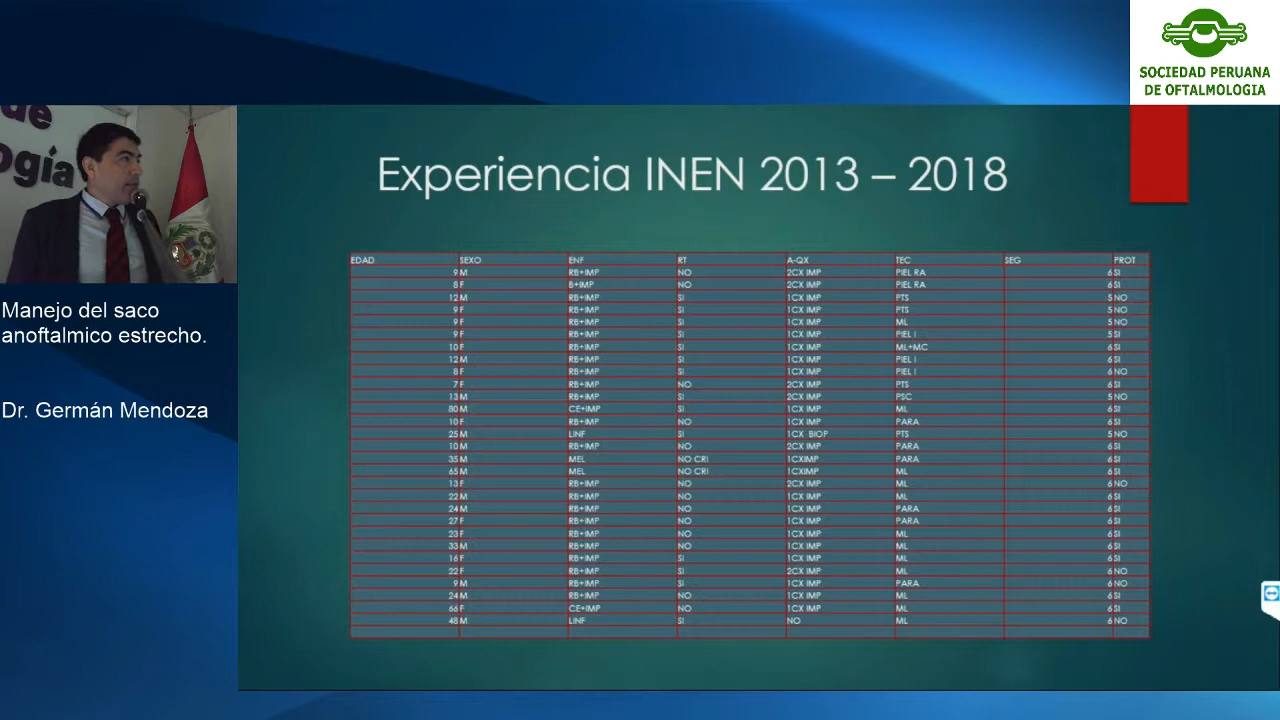 SOCIEDAD PERUANA
DE OFTALMOLOGIA
de
ogía
Manejo del saco
anoftalmico estrecho.
Dr. Germán Mendoza
Experiencia INEN 2013 – 2018
EDAD SEXO ENF RT A-QX TEC SEG PROT
9 M RB+IMP NO 2CX IMP PIEL RA 6 SI
8 F B+IMP NO 2CX IMP PIEL RA 6 SI
12 M RB+IMP SI 1CX IMP PTS 5 NO
9 F RB+IMP SI 1CX IMP PTS 5 NO
9 F RB+IMP SI 1CX IMP ML 5 NO
9 F RB+IMP SI 1CX IMP PIEL I 5 SI
10 F RB+IMP SI 1CX IMP ML+MC 6 SI
12 M RB+IMP SI 1CX IMP PIEL I 6 SI
8 F RB+IMP SI 1CX IMP PIEL I 6 NO
7 F RB+IMP NO 2CX IMP PTS 6 SI
13 M RB+IMP SI 2CX IMP PSC 5 NO
80 M CE+IMP SI 1CX IMP ML 6 SI
10 F RB+IMP NO 1CX IMP PARA 6 SI
25 M LINF SI 1CX BIOP PTS 5 NO
10 M RB+IMP NO 2CX IMP PARA 6 SI
35 M MEL NO CRI 1CXIMP PARA 6 SI
65 M MEL NO CRI 1CXIMP ML 6 SI
13 F RB+IMP NO 2CX IMP ML 6 NO
22 M RB+IMP NO 1CX IMP ML 6 SI
24 M RB+IMP NO 1CX IMP PARA 6 SI
27 F RB+IMP NO 1CX IMP PARA 6 SI
23 F RB+IMP NO 1CX IMP ML 6 SI
33 M RB+IMP NO 1CX IMP ML 6 SI
16 F RB+IMP SI 1CX IMP ML 6 SI
22 F RB+IMP SI 2CX IMP ML 6 NO
9 M RB+IMP SI 1CX IMP PARA 6 NO
24 M RB+IMP NO 1CX IMP ML 6 SI
66 F CE+IMP NO 1CX IMP ML 6 SI
48 M LINF SI NO ML 6 NO